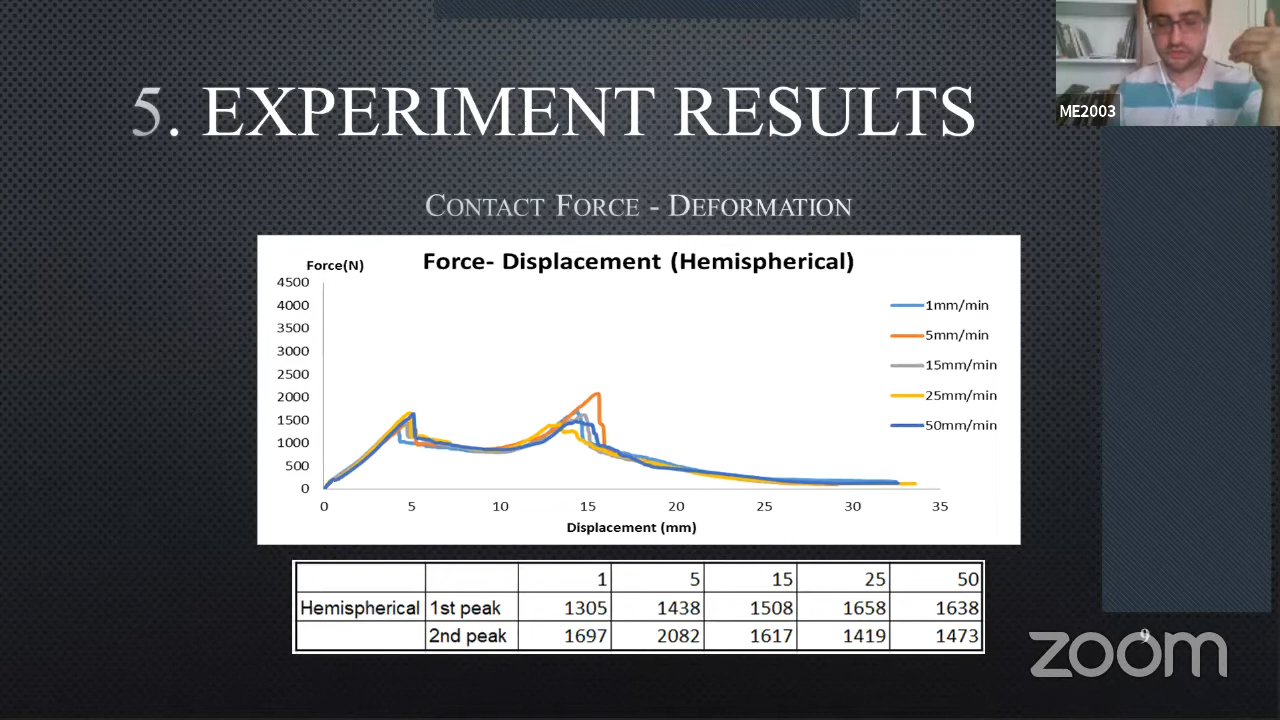 5. EXPERIMENT RESULTS
ME2003
CONTACT FORCE - DEFORMATION
Force- Displacement (Hemispherical)
Force(N)
4500
4000
3500
3000
2500
2000
1500
1000
500
0
0 5 10 15 20 25 30 35
Displacement (mm)
1mm/min
5mm/min
15mm/min
25mm/min
50mm/min
1 5 15 25 50
Hemispherical 1st peak 1305 1438 1508 1658 1638
2nd peak 1697 2082 1617 1419 1473
9
zoom